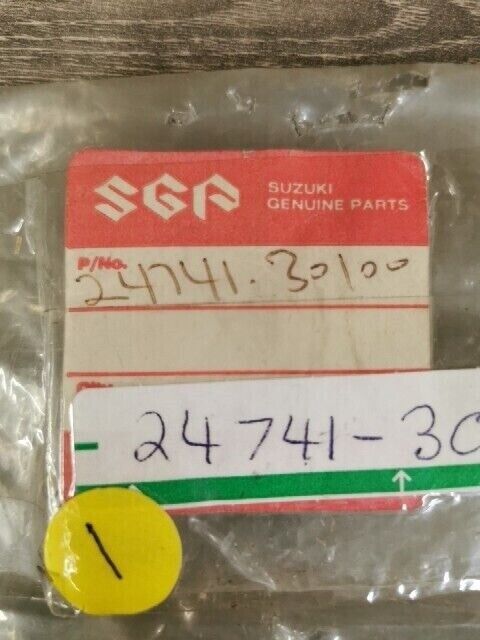 SGP
SUZUKI
GENUINE PARTS
P/No.
24741.30100
24741-30
1